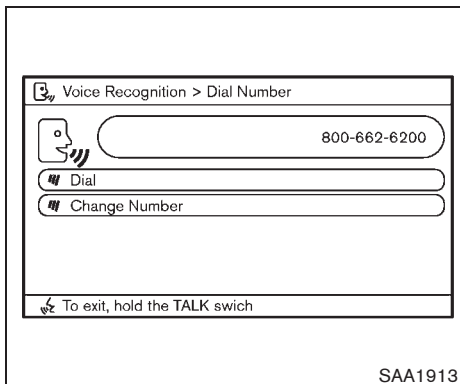 Voice Recognition > Dial Number
800-662-6200
Dial
Change Number
To exit, hold the TALK swich
SAA1913